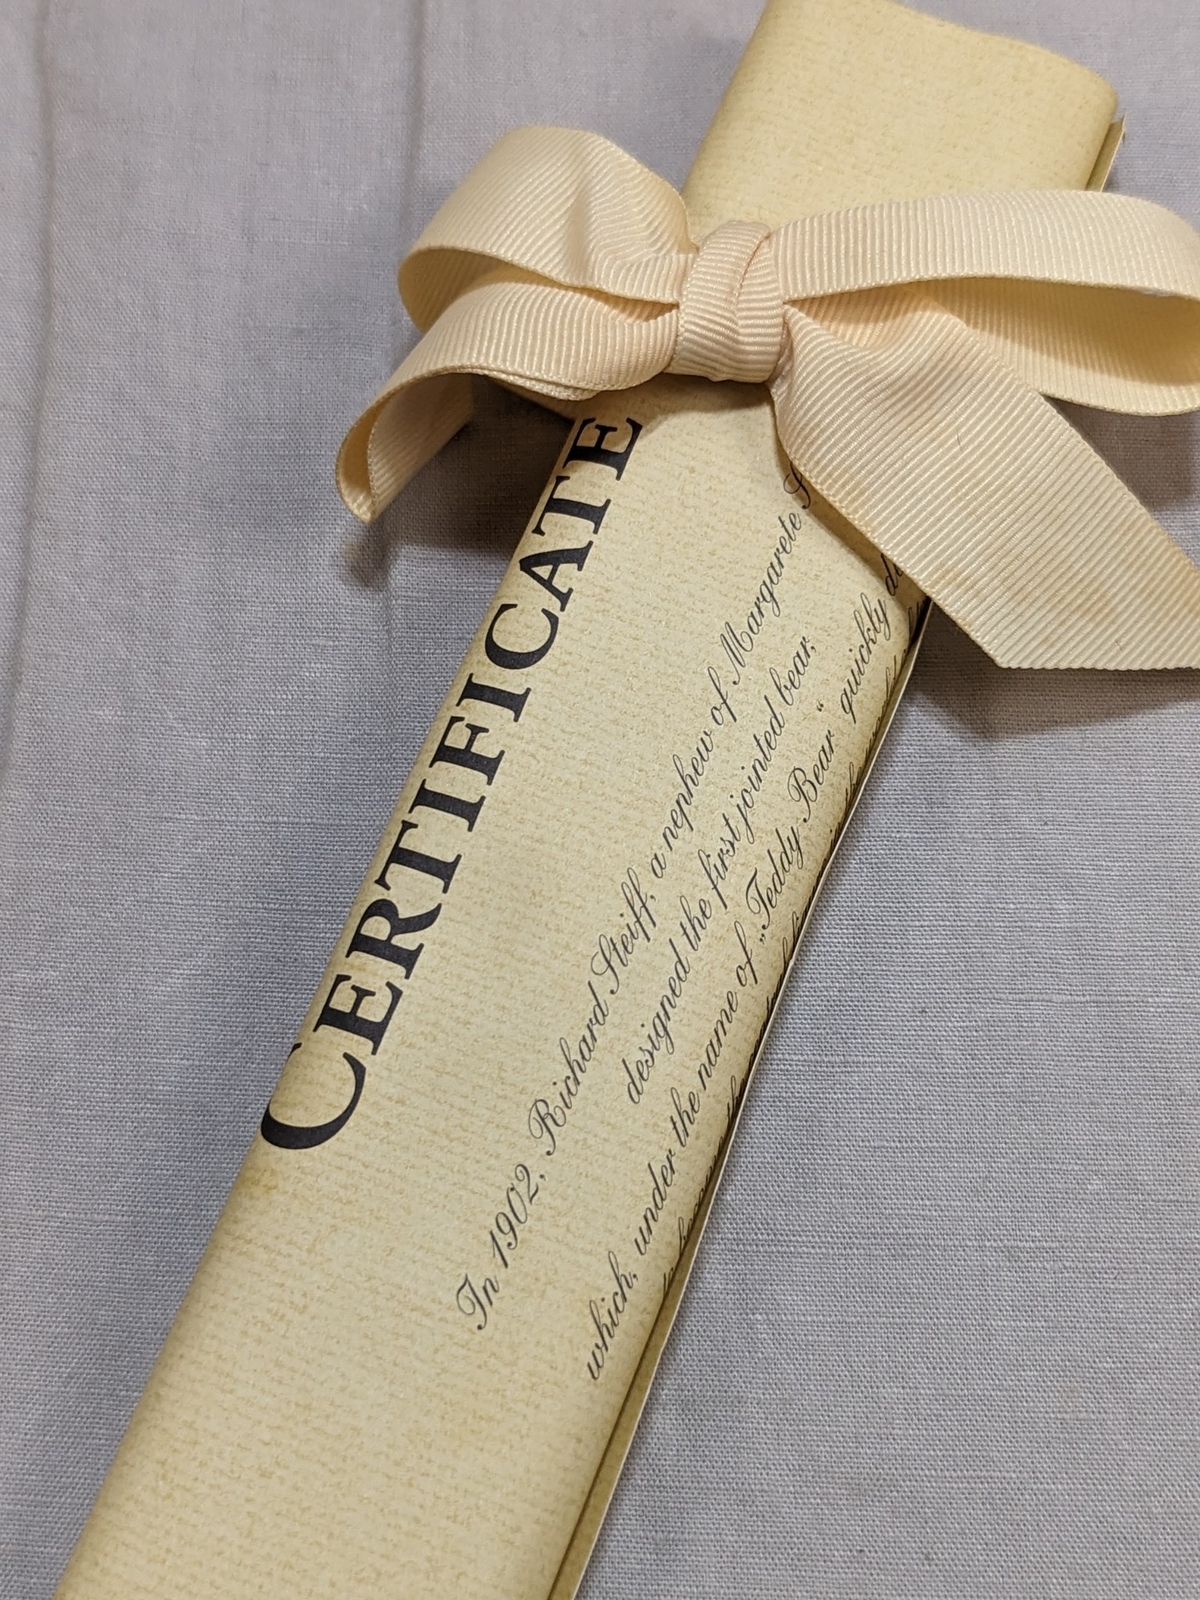 CERTIFICATE
In 1902, Richard Steiff, a nephew of Margarete
designed the first jointed bear,
which, under the name of „Teddy Bear“ quickly